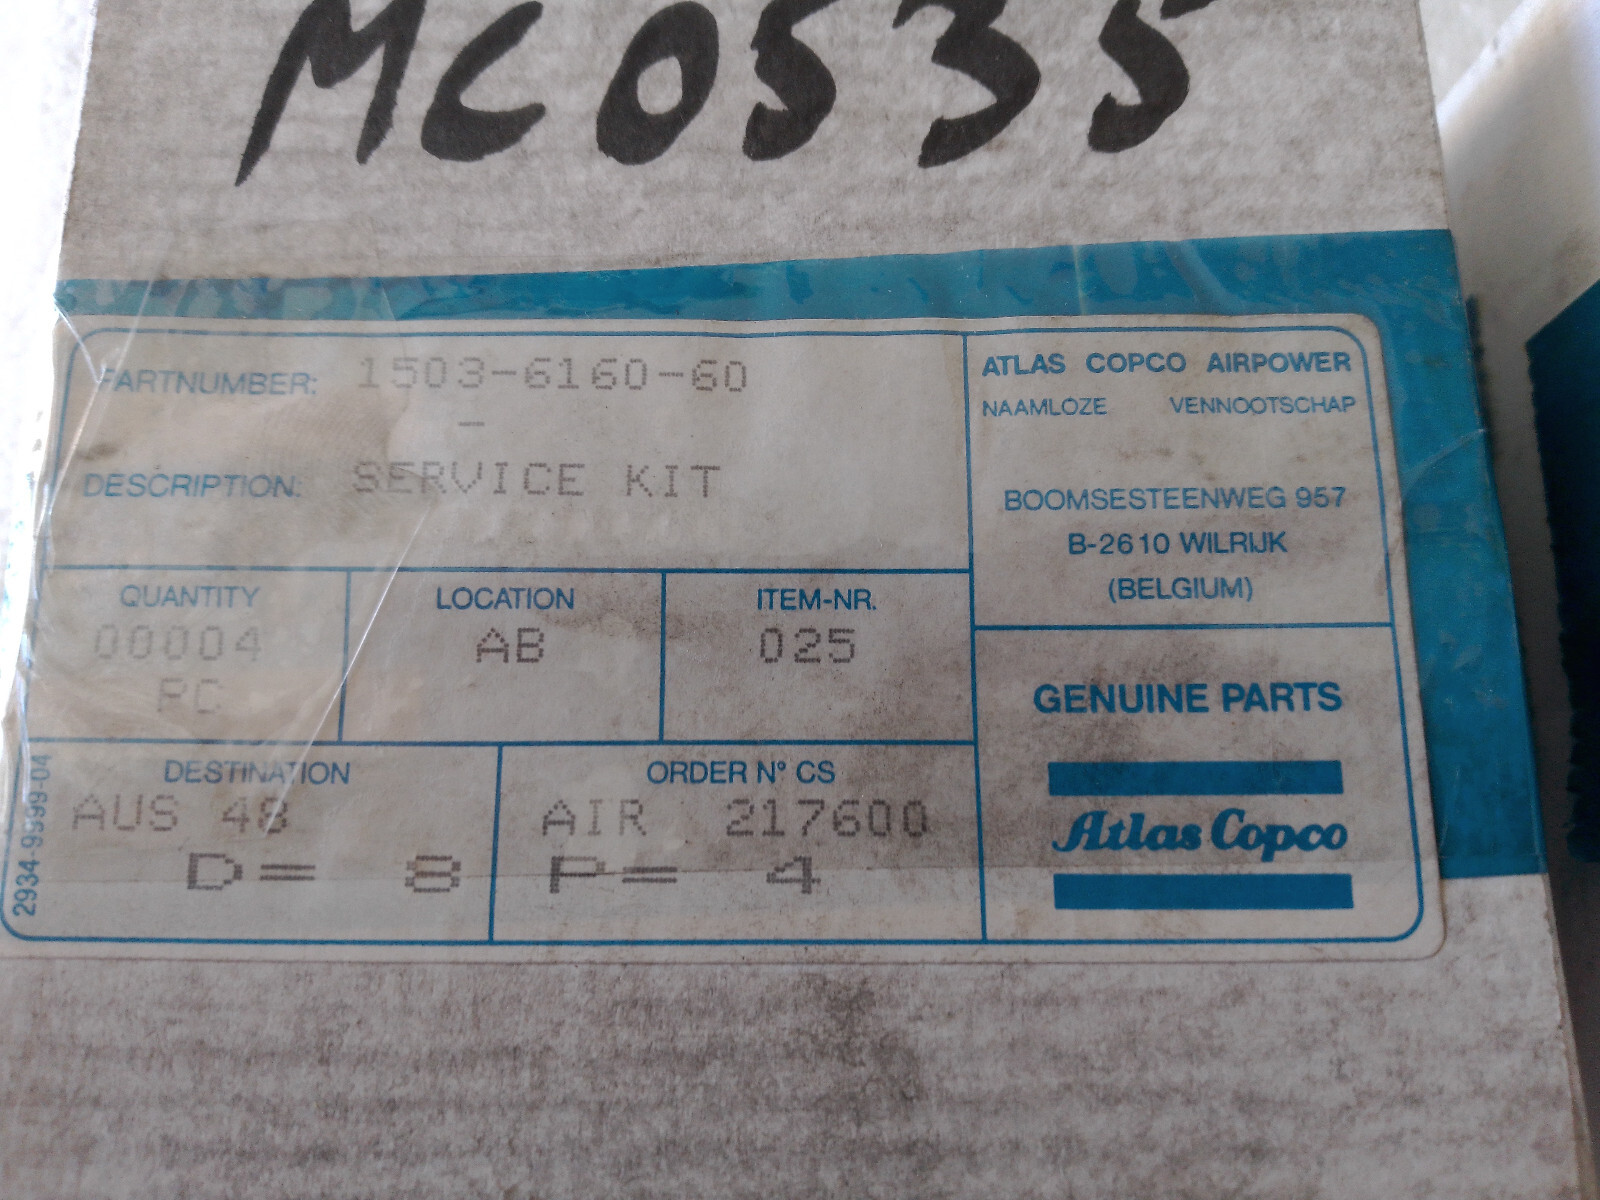 MC0535
PARTNUMBER: 1503-6160-60
-
DESCRIPTION: SERVICE KIT
QUANTITY
00004
PC
LOCATION
AB
ITEM-NR.
025
DESTINATION
AUS 48
D= 8
ORDER N° CS
AIR 217600
P= 4
2934-9999-04
ATLAS COPCO AIRPOWER
NAAMLOZE VENNOOTSCHAP
BOOMSESTEENWEG 957
B-2610 WILRIJK
(BELGIUM)
GENUINE PARTS
Atlas Copco